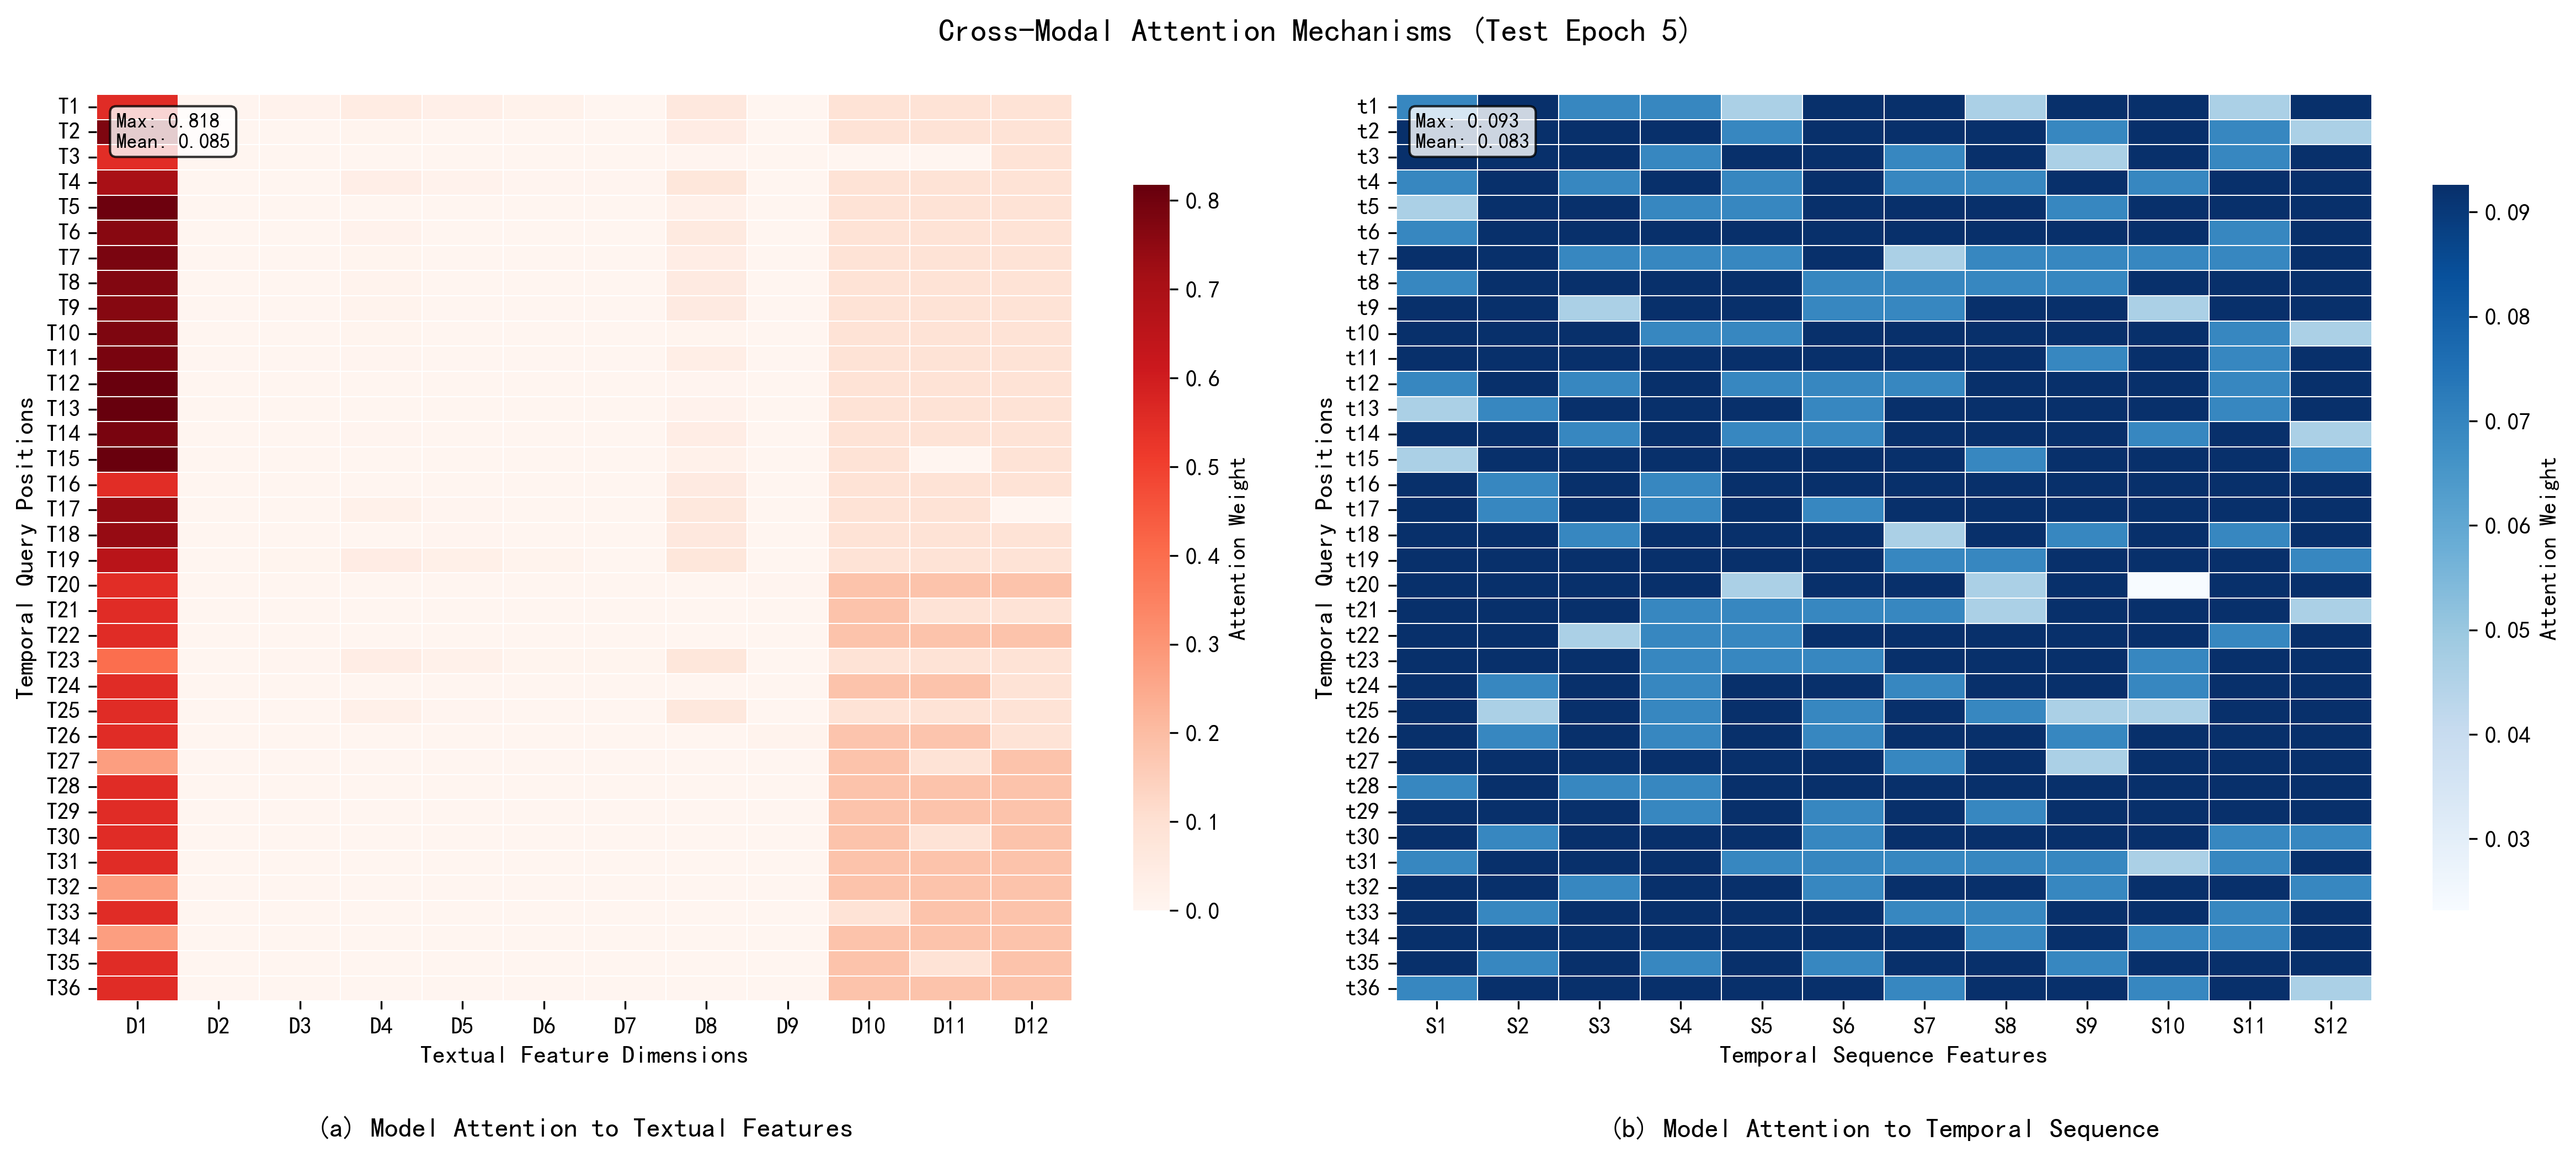 Cross-Modal Attention Mechanisms (Test Epoch 5)
Temporal Query Positions
T1
T2
T3
T4
T5
T6
T7
T8
T9
T10
T11
T12
T13
T14
T15
T16
T17
T18
T19
T20
T21
T22
T23
T24
T25
T26
T27
T28
T29
T30
T31
T32
T33
T34
T35
T36
Max: 0.818
Mean: 0.085
D1 D2 D3 D4 D5 D6 D7 D8 D9 D10 D11 D12
Textual Feature Dimensions
0.8
0.7
0.6
0.5
0.4
0.3
0.2
0.1
0.0
Attention Weight
(a) Model Attention to Textual Features
Temporal Query Positions
t1
t2
t3
t4
t5
t6
t7
t8
t9
t10
t11
t12
t13
t14
t15
t16
t17
t18
t19
t20
t21
t22
t23
t24
t25
t26
t27
t28
t29
t30
t31
t32
t33
t34
t35
t36
Max: 0.093
Mean: 0.083
S1 S2 S3 S4 S5 S6 S7 S8 S9 S10 S11 S12
Temporal Sequence Features
0.09
0.08
0.07
0.06
0.05
0.04
0.03
Attention Weight
(b) Model Attention to Temporal Sequence